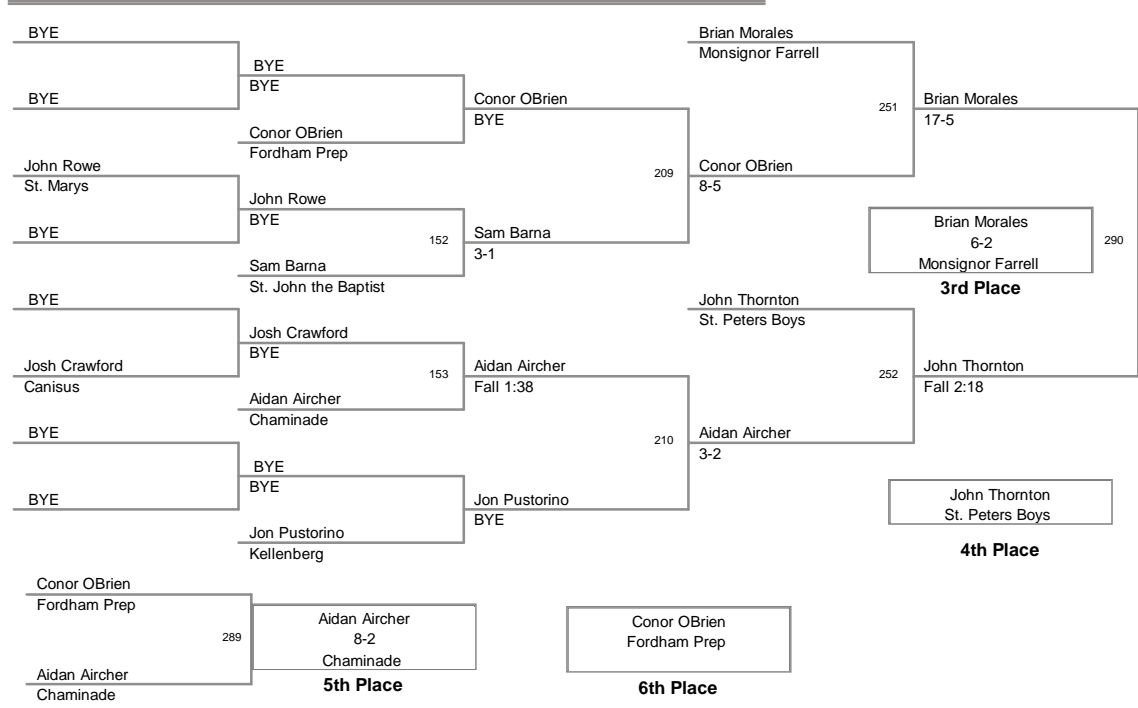 BYE
BYE
BYE
BYE
Conor OBrien
Fordham Prep
Conor OBrien
BYE
John Rowe
St. Marys
BYE
John Rowe
BYE
152
Sam Barna
St. John the Baptist
Sam Barna
3-1
209
Conor OBrien
8-5
Brian Morales
Monsignor Farrell
251
Brian Morales
17-5
Brian Morales
6-2
Monsignor Farrell
3rd Place
290
BYE
Josh Crawford
Canisus
Josh Crawford
BYE
153
Aidan Aircher
Chaminade
Aidan Aircher
Fall 1:38
BYE
BYE
BYE
BYE
Jon Pustorino
Kellenberg
Jon Pustorino
BYE
210
Aidan Aircher
3-2
John Thornton
St. Peters Boys
252
John Thornton
Fall 2:18
John Thornton
St. Peters Boys
4th Place
Conor OBrien
Fordham Prep
289
Aidan Aircher
Chaminade
Aidan Aircher
8-2
Chaminade
5th Place
Conor OBrien
Fordham Prep
6th Place